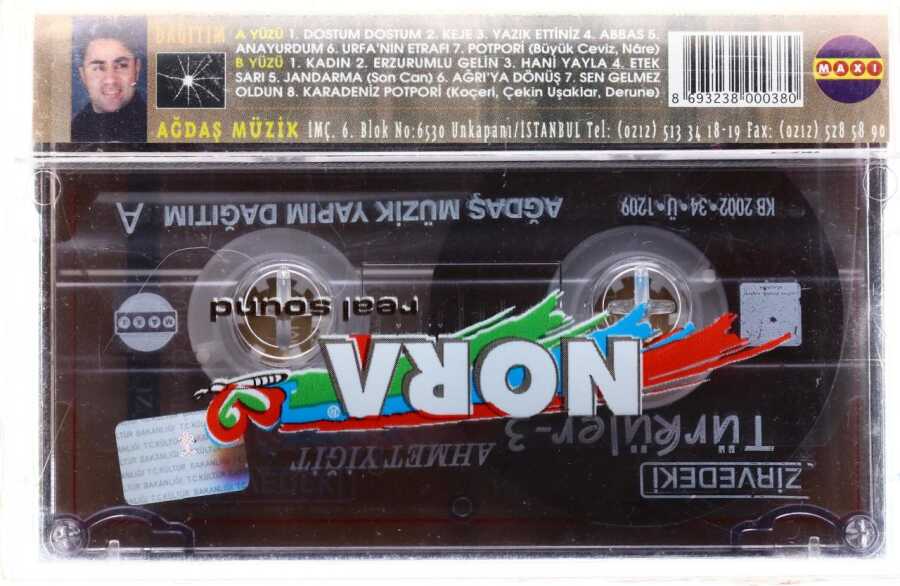 DAĞITIM
A YÜZÜ 1. DOSTUM DOSTUM 2. KEJE 3. YAZIK ETTİNİZ 4. ABBAS 5.
ANAYURDUM 6. URFA'NIN ETRAFI 7. POTPORİ (Büyük Ceviz, Nâre)
B YÜZÜ 1. KADIN 2. ERZURUMLU GELİN 3. HANİ YAYLA 4. ETEK
SARI 5. JANDARMA (Son Can) 6. AĞRI'YA DÖNÜŞ 7. SEN GELMEZ
OLDUN 8. KARADENİZ POTPORİ (Koçeri, Çekin Uşaklar, Derune)
8 693238 000380
MAXI
AĞDAŞ MÜZİK İMÇ. 6. Blok No:6530 Unkapanı/İSTANBUL Tel: (0212) 513 34 18-19 Fax: (0212) 528 58 90
ZİRVEDEKİ
Türküler-3
AHMET YİĞİT
NORA
®
real sound
MAXI
A
AĞDAŞ MÜZİK YAPIM DAĞITIM
KB 2002•34•Ü•1209
T.C.KÜLTÜR BAKANLIĞI T.C.KÜLTÜR BAKANLIĞI